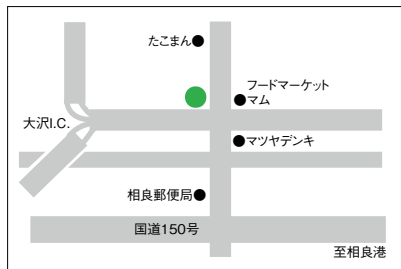 たこまん
フードマーケット
マム
大沢I.C.
マツヤデンキ
相良郵便局
国道150号
至相良港